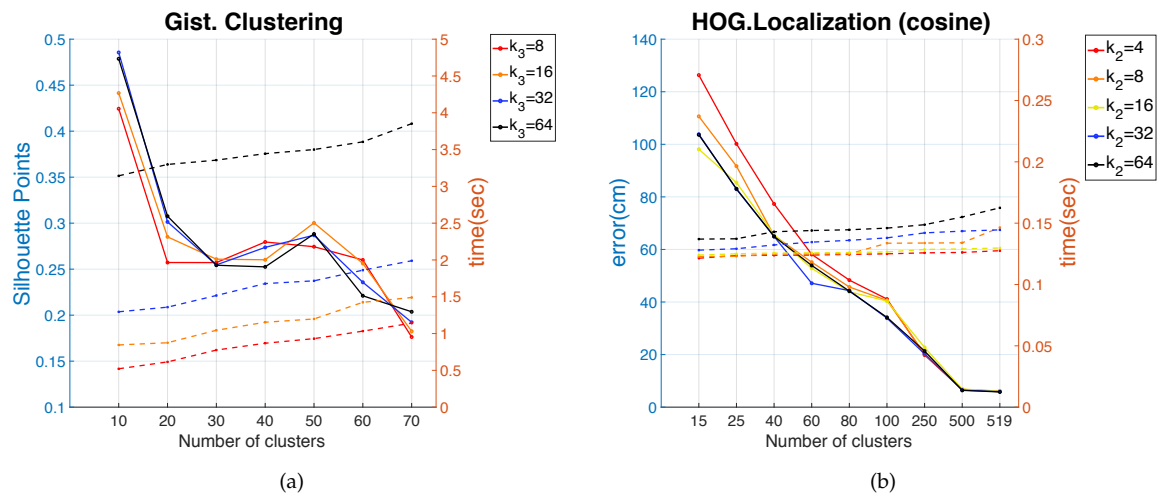 Gist. Clustering
Silhouette Points
0.5
0.45
0.4
0.35
0.3
0.25
0.2
0.15
0.1
5
4.5
4
3.5
3
2.5
2
1.5
1
0.5
0
time(sec)
10 20 30 40 50 60 70
Number of clusters
k3=8
k3=16
k3=32
k3=64
(a)
HOG.Localization (cosine)
error(cm)
140
120
100
80
60
40
20
0
0.3
0.25
0.2
0.15
0.1
0.05
0
time(sec)
15 25 40 60 80 100 250 500 519
Number of clusters
k2=4
k2=8
k2=16
k2=32
k2=64
(b)